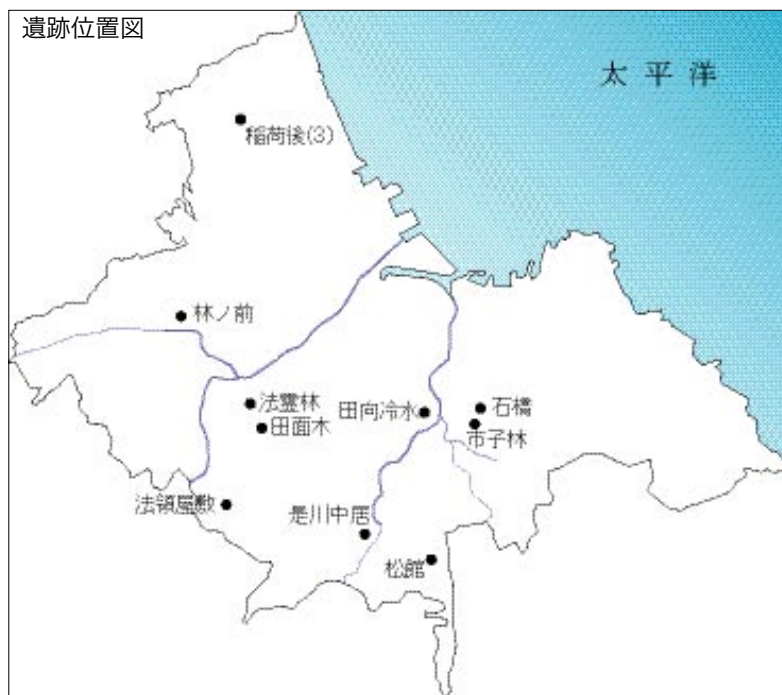 遺跡位置図
太平洋
稲荷後(3)
林ノ前
法霊林
田面木
田向冷水
石橋
市子林
法領屋敷
是川中居
松館